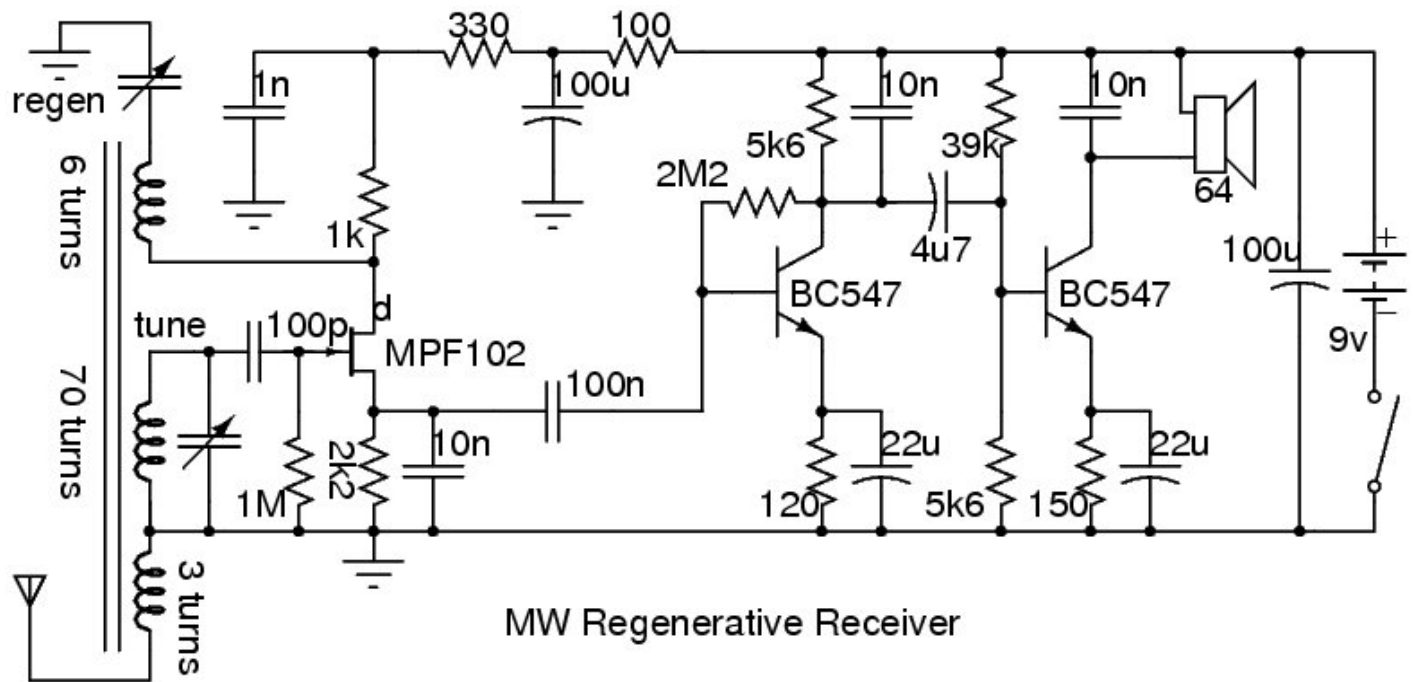 330
100
1n
100u
10n
10n
regen
5k6
39k
6 turns
2M2
64
1k
4u7
100u
+
d
BC547
BC547
−
tune
100p
MPF102
9v
70 turns
100n
2k2
10n
22u
22u
1M
120
5k6
150
3 turns
MW Regenerative Receiver